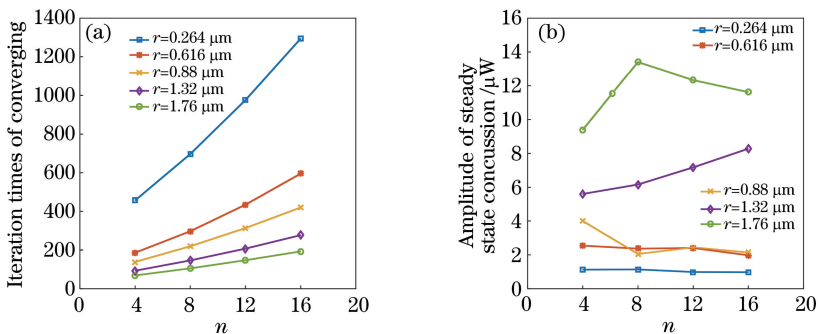 (a)
Iteration times of converging
1400
1200
1000
800
600
400
200
0
0
4
8
12
16
20
n
r=0.264 μm
r=0.616 μm
r=0.88 μm
r=1.32 μm
r=1.76 μm
(b)
Amplitude of steady
state concussion /μW
16
14
12
10
8
6
4
2
0
0
4
8
12
16
20
n
r=0.264 μm
r=0.616 μm
r=0.88 μm
r=1.32 μm
r=1.76 μm